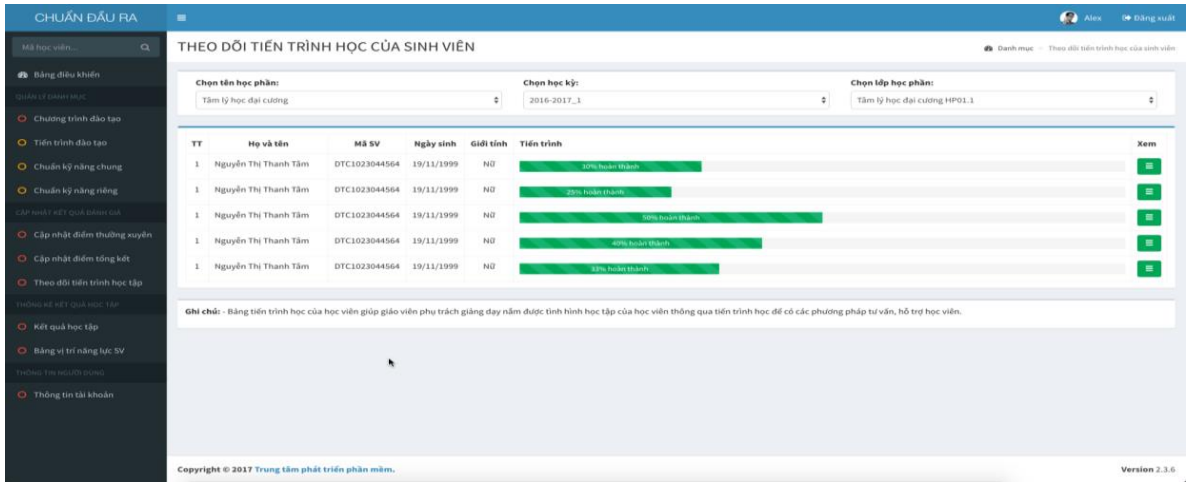 CHUẨN ĐẦU RA
Alex
Đăng xuất
Mã học viên...
THEO DÕI TIẾN TRÌNH HỌC CỦA SINH VIÊN
Danh mục
Theo dõi tiến trình học của sinh viên
Bảng điều khiển
QUẢN LÝ DANH MỤC
Chương trình đào tạo
Tiến trình đào tạo
Chuẩn kỹ năng chung
Chuẩn kỹ năng riêng
CẬP NHẬT KẾT QUẢ ĐÁNH GIÁ
Cập nhật điểm thường xuyên
Cập nhật điểm tổng kết
Theo dõi tiến trình học tập
THỐNG KÊ KẾT QUẢ HỌC TẬP
Kết quả học tập
Bảng vị trí năng lực SV
THÔNG TIN NGƯỜI DÙNG
Thông tin tài khoản
Chọn tên học phần: Chọn học kỳ: Chọn lớp học phần:
Tâm lý học đại cương 2016-2017_1 Tâm lý học đại cương HP01.1
TT Họ và tên Mã SV Ngày sinh Giới tính Tiến trình Xem
1 Nguyễn Thị Thanh Tâm DTC1023044564 19/11/1999 Nữ 30% hoàn thành
1 Nguyễn Thị Thanh Tâm DTC1023044564 19/11/1999 Nữ 25% hoàn thành
1 Nguyễn Thị Thanh Tâm DTC1023044564 19/11/1999 Nữ 50% hoàn thành
1 Nguyễn Thị Thanh Tâm DTC1023044564 19/11/1999 Nữ 40% hoàn thành
1 Nguyễn Thị Thanh Tâm DTC1023044564 19/11/1999 Nữ 33% hoàn thành
Ghi chú: - Bảng tiến trình học của học viên giúp giáo viên phụ trách giảng dạy nắm được tình hình học tập của học viên thông qua tiến trình học để có các phương pháp tư vấn, hỗ trợ học viên.
Copyright © 2017 Trung tâm phát triển phần mềm.
Version 2.3.6